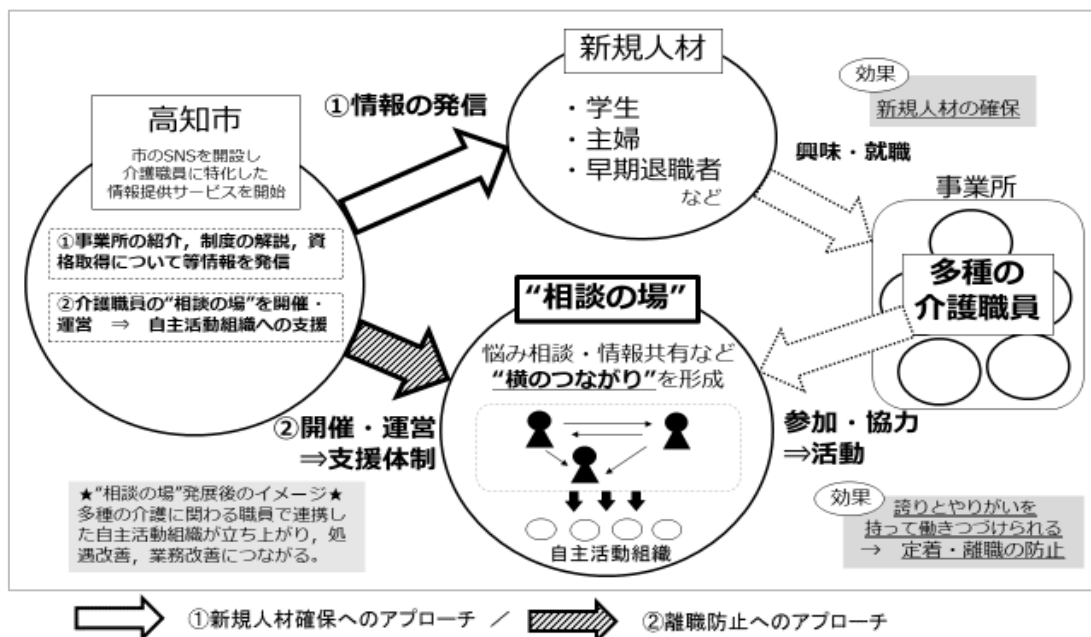 新規人材
・学生
・主婦
・早期退職者
など
①情報の発信
高知市
市のSNSを開設し
介護職員に特化した
情報提供サービスを開始
①事業所の紹介，制度の解説，資
格取得について等情報を発信
②介護職員の“相談の場”を開催・
運営　⇒　自主活動組織への支援
効果
新規人材の確保
興味・就職
事業所
多種の
介護職員
“相談の場”
悩み相談・情報共有など
“横のつながり”を形成
自主活動組織
②開催・運営
⇒支援体制
参加・協力
⇒活動
★“相談の場”発展後のイメージ★
多種の介護に関わる職員で連携し
た自主活動組織が立ち上がり，処
遇改善，業務改善につながる。
効果
誇りとやりがいを
持って働きつづけられる
→　定着・離職の防止
①新規人材確保へのアプローチ　／　②離職防止へのアプローチ